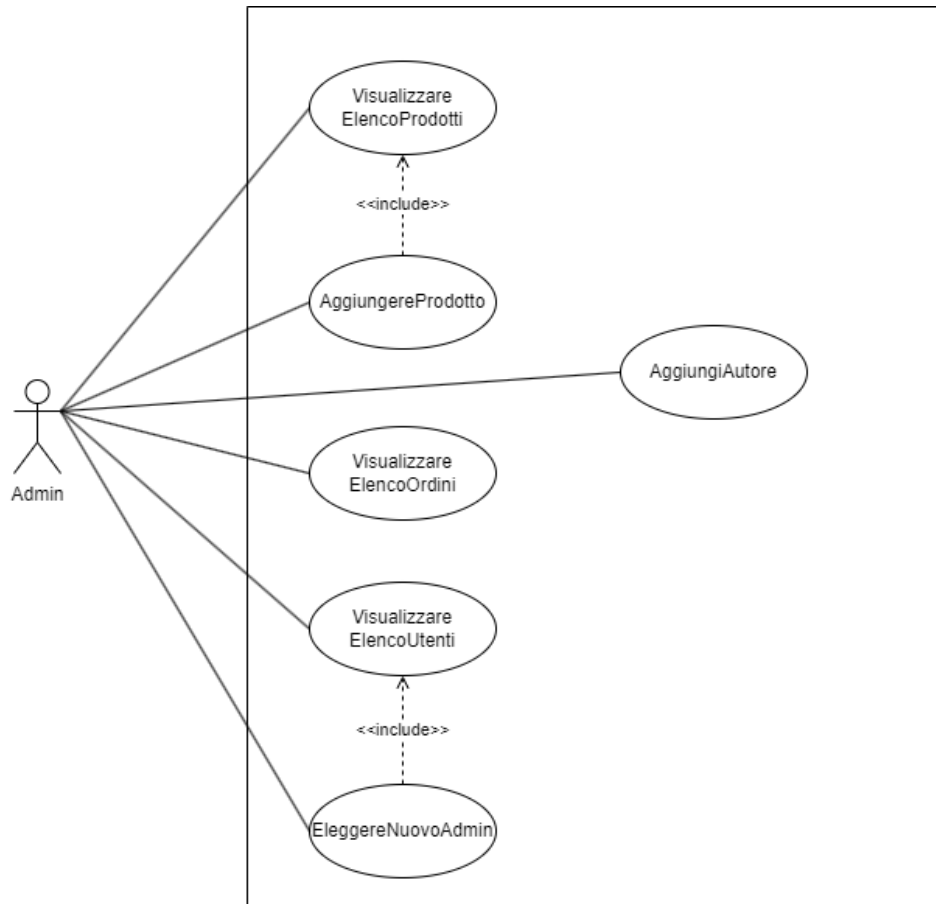 Visualizzare
ElencoProdotti
<<include>>
AggiungereProdotto
AggiungiAutore
Visualizzare
ElencoOrdini
Admin
Visualizzare
ElencoUtenti
<<include>>
EleggereNuovoAdmin